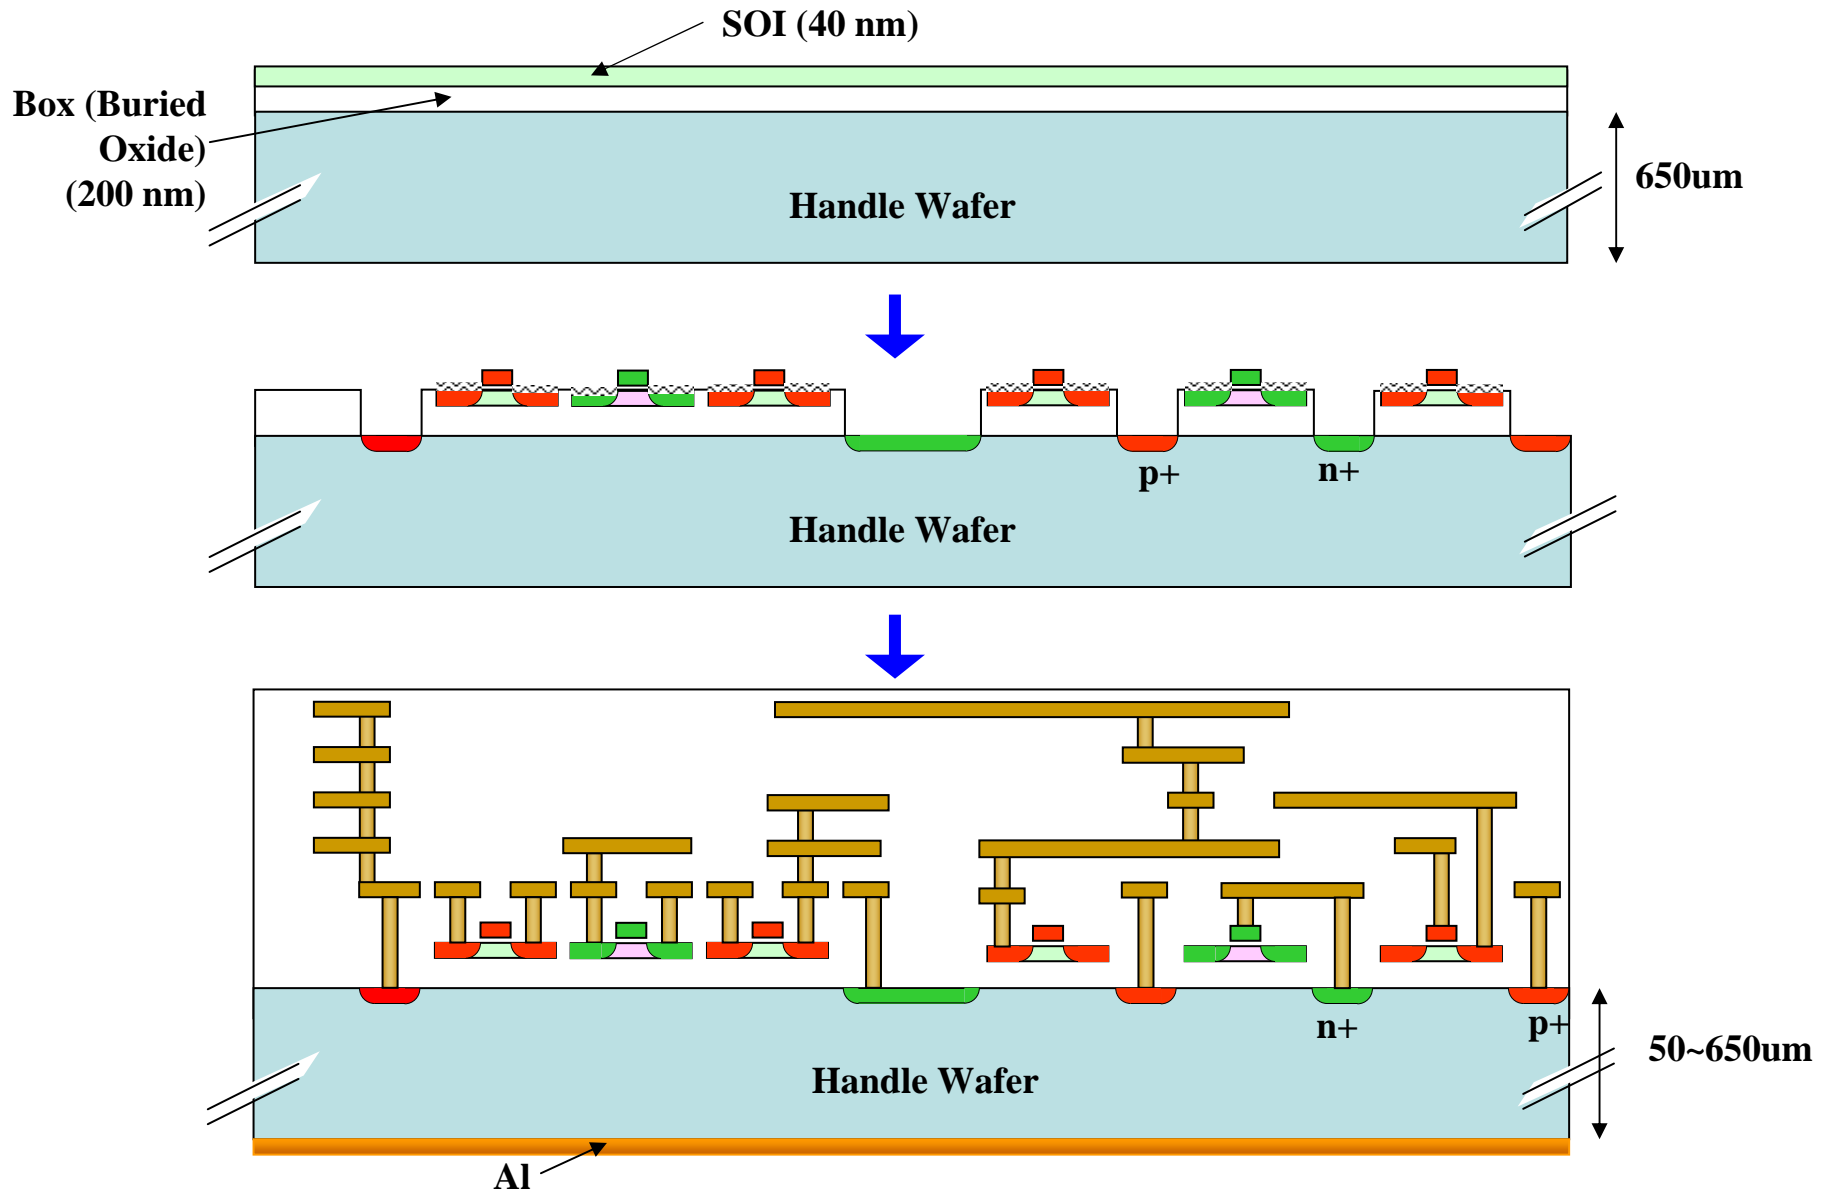 SOI (40 nm)
Box (Buried
Oxide)
(200 nm)
650um
Handle Wafer
p+
n+
Handle Wafer
n+
p+
50~650um
Handle Wafer
Al